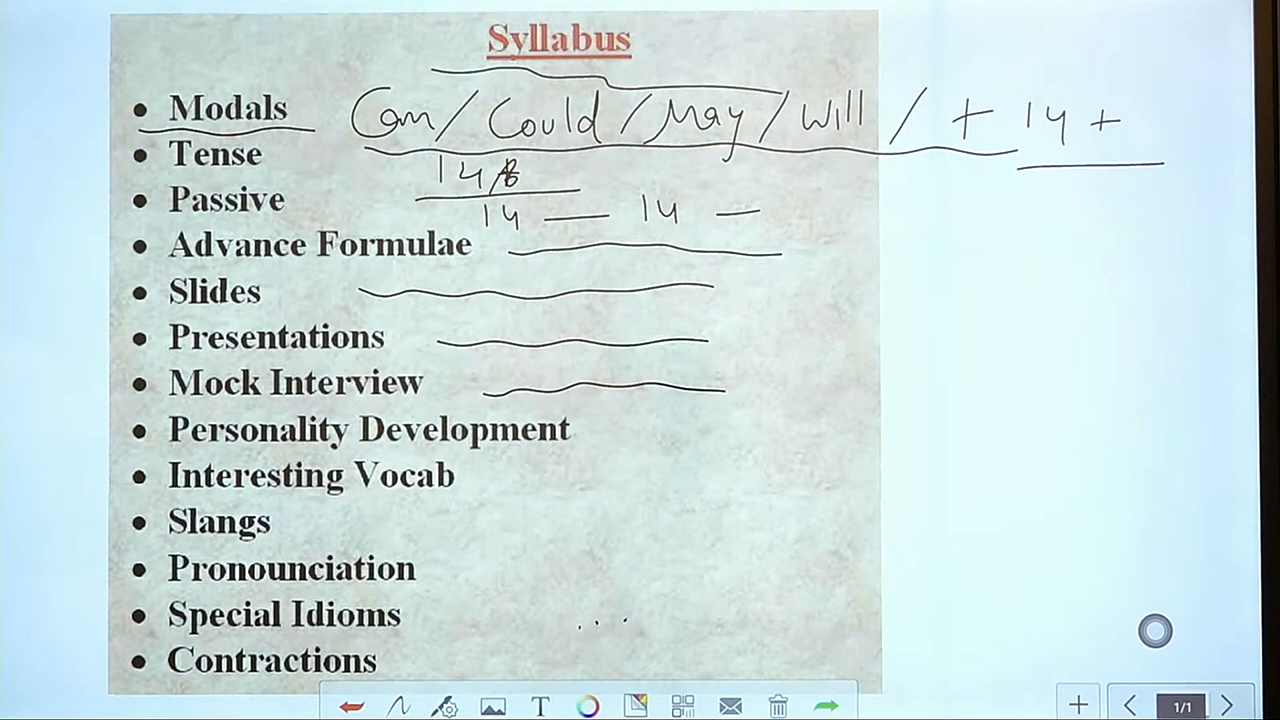 Syllabus
• Modals Can / Could / May / Will / + 14 +
• Tense 14
• Passive 14 — 14 —
• Advance Formulae
• Slides
• Presentations
• Mock Interview
• Personality Development
• Interesting Vocab
• Slangs
• Pronounciation
• Special Idioms ...
• Contractions
T
1/1